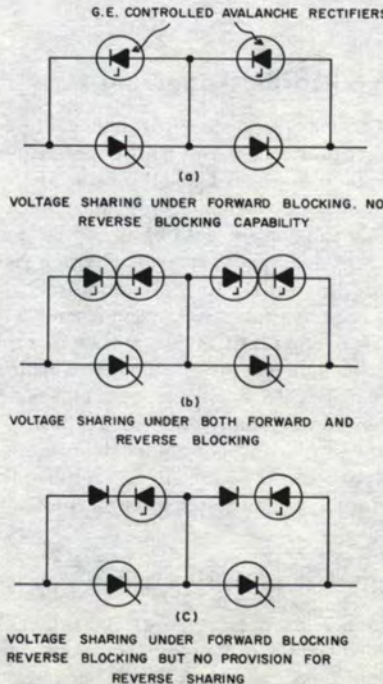 G.E. CONTROLLED AVALANCHE RECTIFIERS
(a)
VOLTAGE SHARING UNDER FORWARD BLOCKING. NO
REVERSE BLOCKING CAPABILITY
(b)
VOLTAGE SHARING UNDER BOTH FORWARD AND
REVERSE BLOCKING
(C)
VOLTAGE SHARING UNDER FORWARD BLOCKING
REVERSE BLOCKING BUT NO PROVISION FOR
REVERSE SHARING